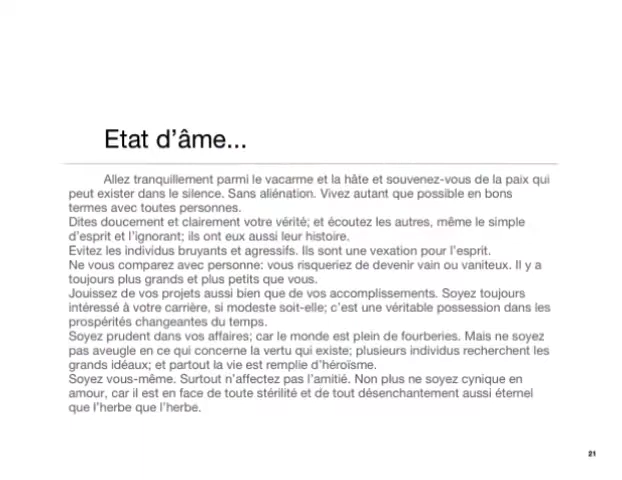 Etat d'âme...
Allez tranquillement parmi le vacarme et la hâte et souvenez-vous de la paix qui
peut exister dans le silence. Sans aliénation. Vivez autant que possible en bons
termes avec toutes personnes.
Dites doucement et clairement votre vérité; et écoutez les autres, même le simple
d'esprit et l'ignorant; ils ont eux aussi leur histoire.
Evitez les individus bruyants et agressifs. Ils sont une vexation pour l'esprit.
Ne vous comparez avec personne: vous risqueriez de devenir vain ou vaniteux. Il y a
toujours plus grands et plus petits que vous.
Jouissez de vos projets aussi bien que de vos accomplissements. Soyez toujours
intéressé à votre carrière, si modeste soit-elle; c'est une véritable possession dans les
prospérités changeantes du temps.
Soyez prudent dans vos affaires; car le monde est plein de fourberies. Mais ne soyez
pas aveugle en ce qui concerne la vertu qui existe; plusieurs individus recherchent les
grands idéaux; et partout la vie est remplie d'héroïsme.
Soyez vous-même. Surtout n'affectez pas l'amitié. Non plus ne soyez cynique en
amour, car il est en face de toute stérilité et de tout désenchantement aussi éternel
que l'herbe que l'herbe.
21